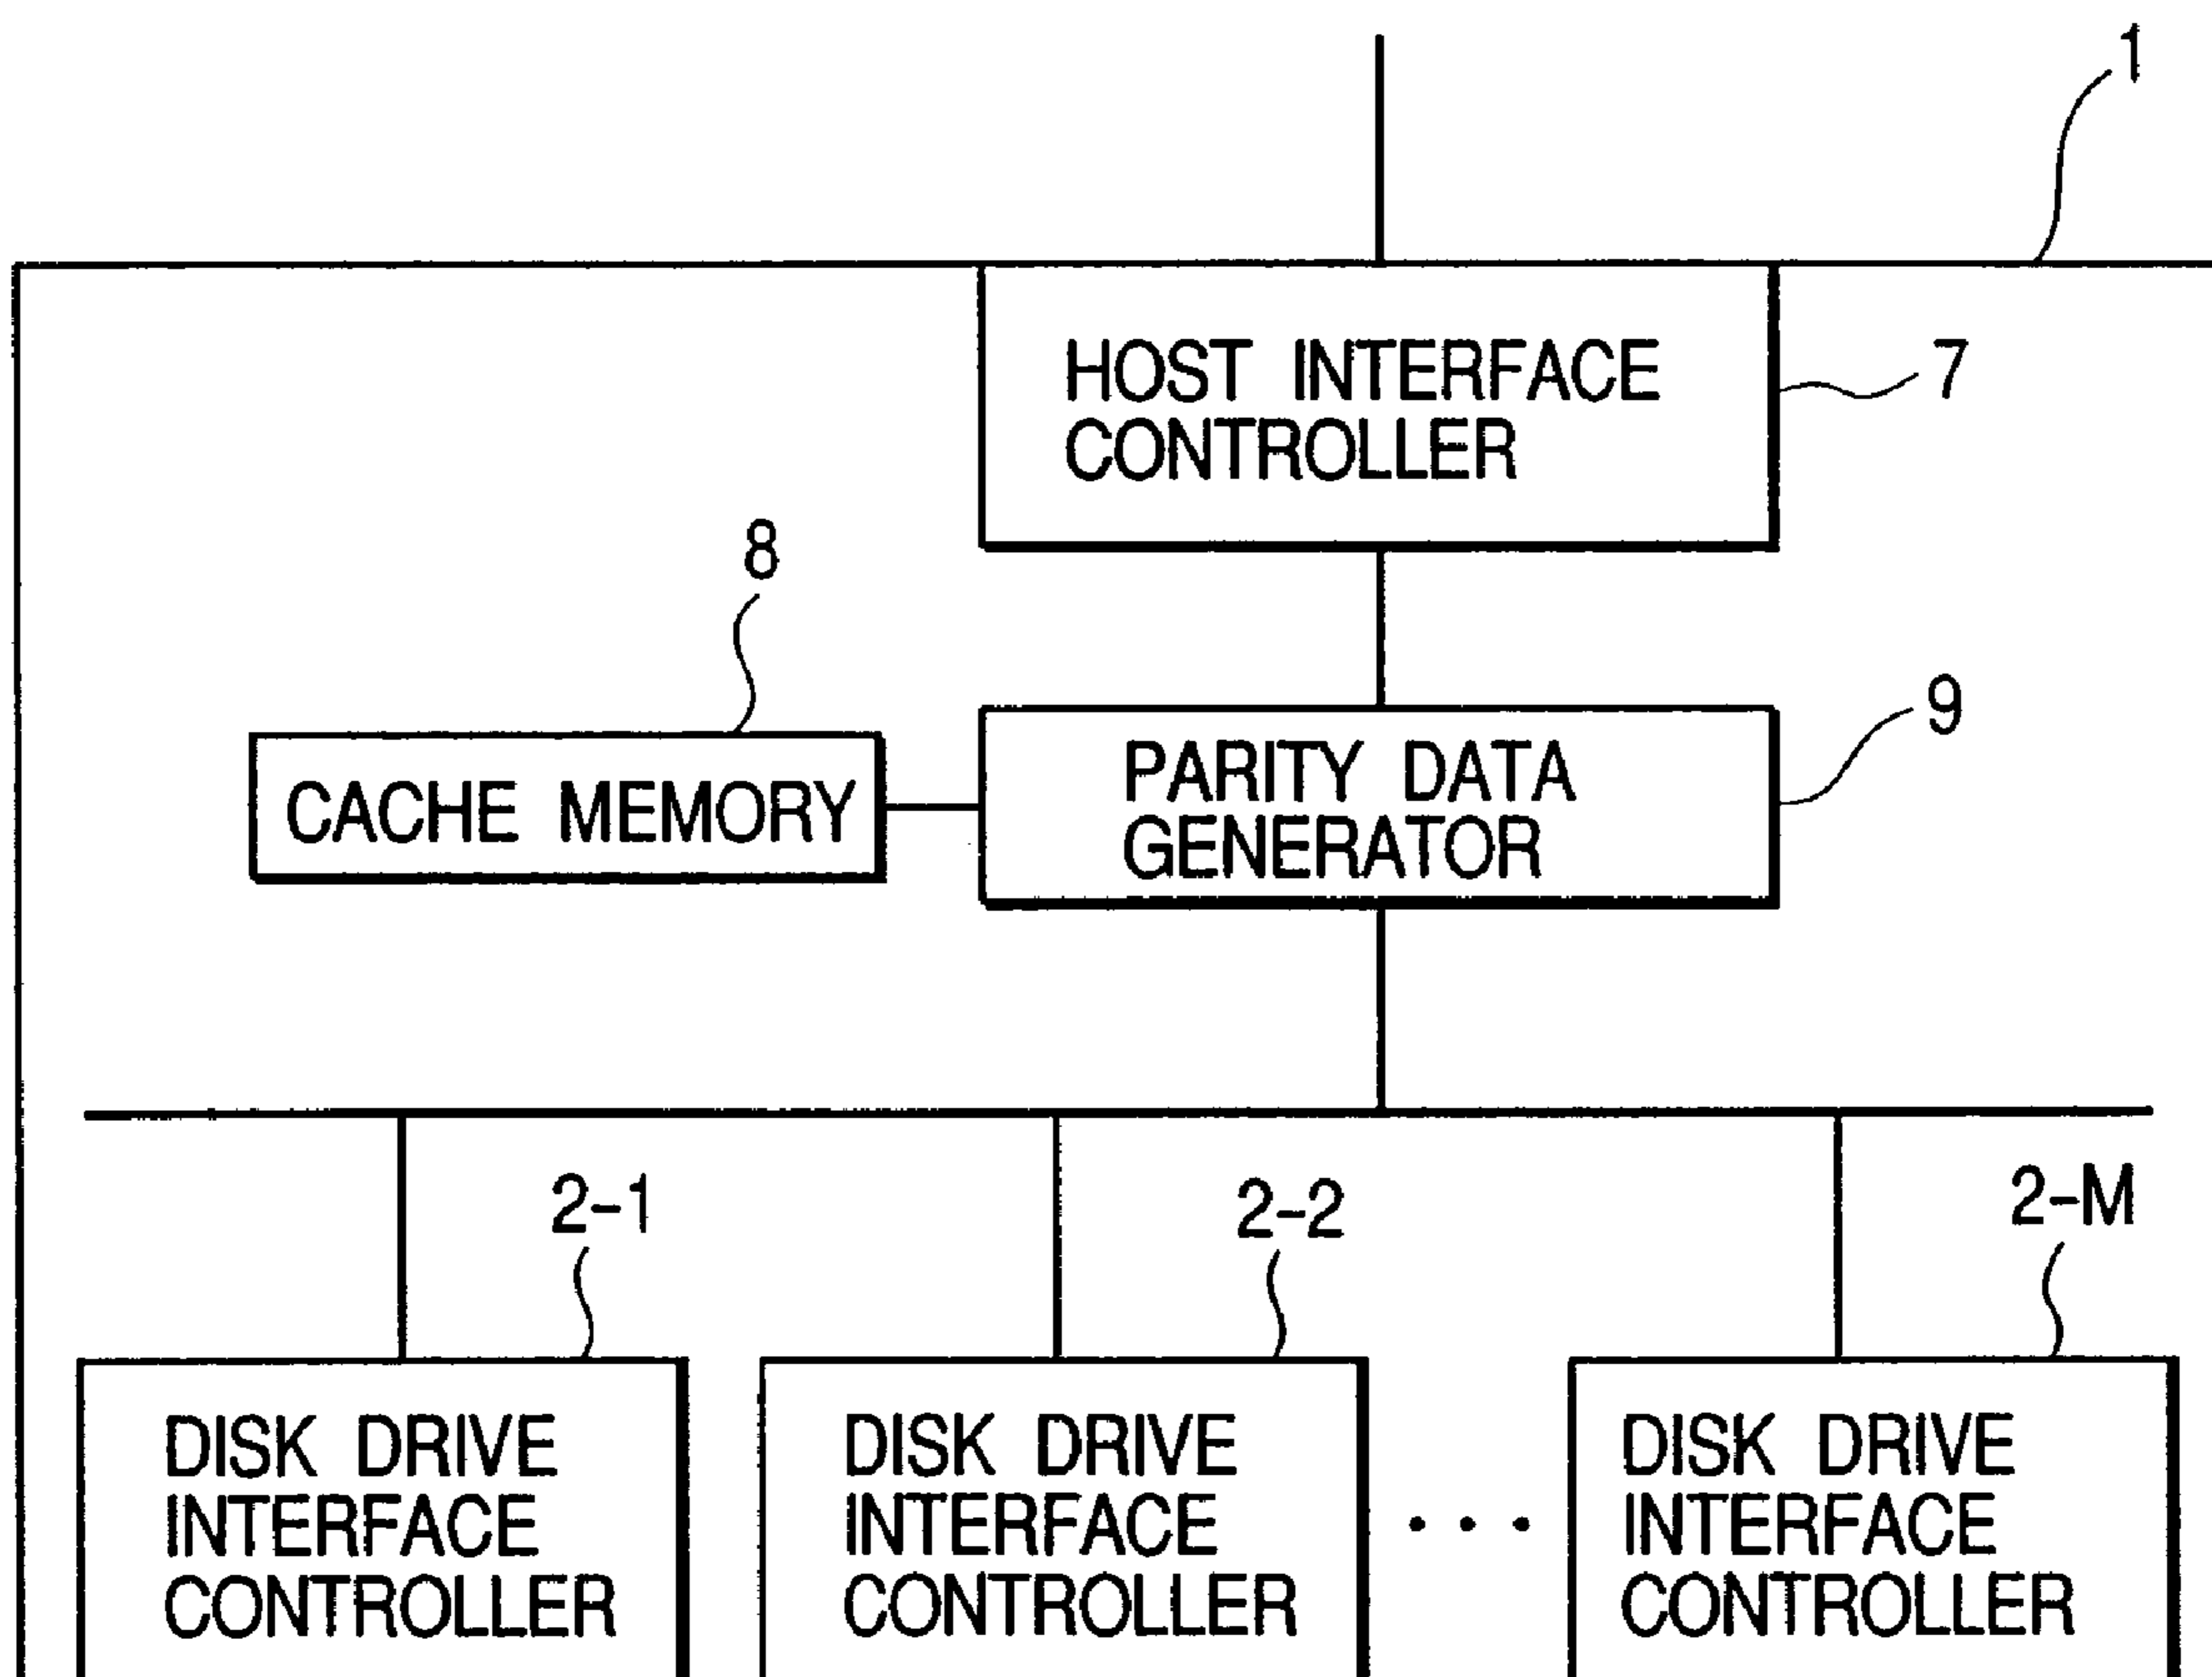 1
HOST INTERFACE
CONTROLLER
7
8
9
CACHE MEMORY
PARITY DATA
GENERATOR
2-1
2-2
2-M
DISK DRIVE
INTERFACE
CONTROLLER
DISK DRIVE
INTERFACE
CONTROLLER
• • •
DISK DRIVE
INTERFACE
CONTROLLER